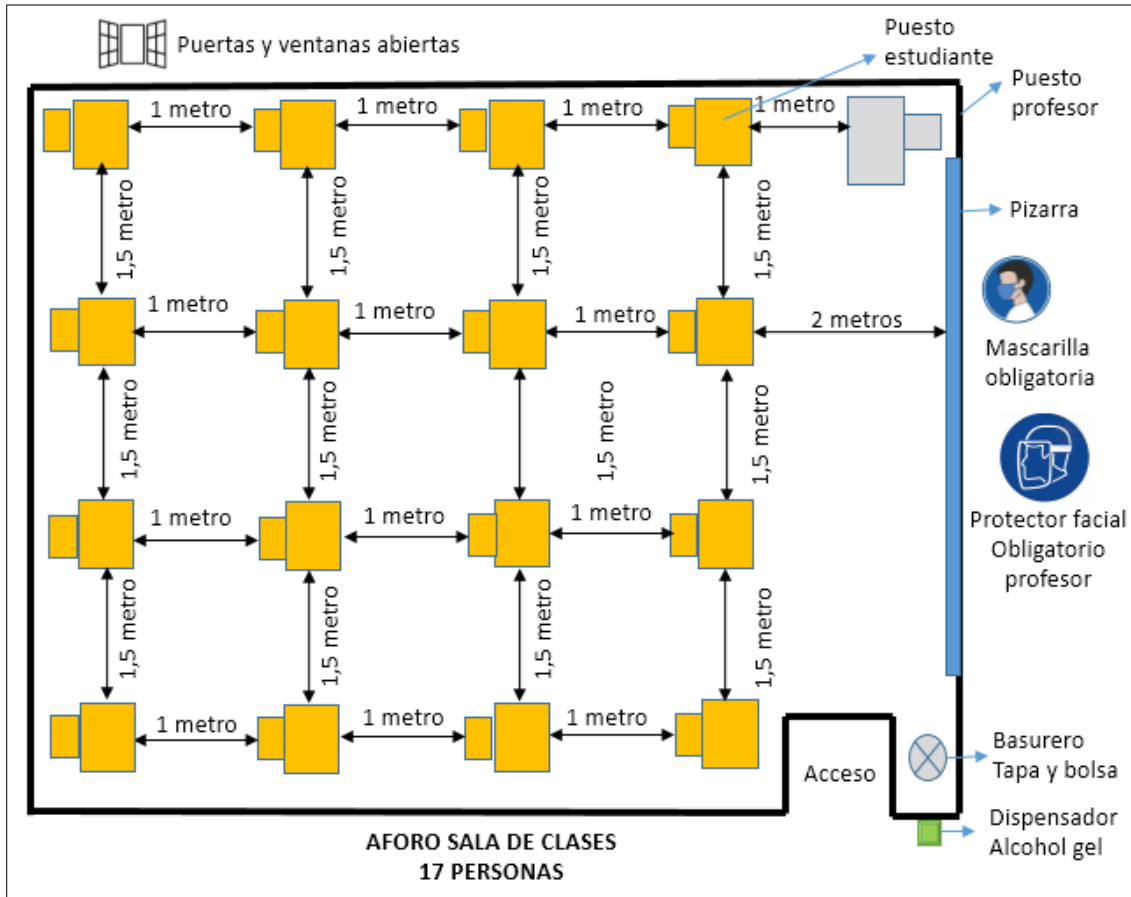 Puertas y ventanas abiertas
Puesto
estudiante
Puesto
profesor
1 metro
1 metro
1 metro
1 metro
1,5 metro
1,5 metro
1,5 metro
1,5 metro
Pizarra
1 metro
1 metro
1 metro
2 metros
Mascarilla
obligatoria
1,5 metro
1,5 metro
1,5 metro
1,5 metro
1 metro
1 metro
1 metro
Protector facial
Obligatorio
profesor
1,5 metro
1,5 metro
1,5 metro
1,5 metro
1 metro
1 metro
1 metro
Acceso
Basurero
Tapa y bolsa
Dispensador
Alcohol gel
AFORO SALA DE CLASES
17 PERSONAS